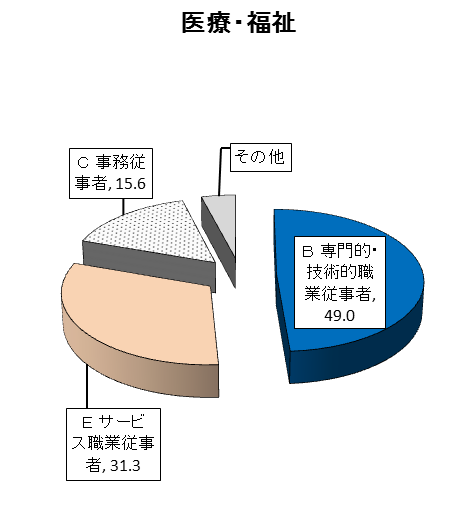 医療・福祉
その他
C 事務従
事者, 15.6
B 専門的・
技術的職
業従事者,
49.0
E サービ
ス職業従事
者, 31.3